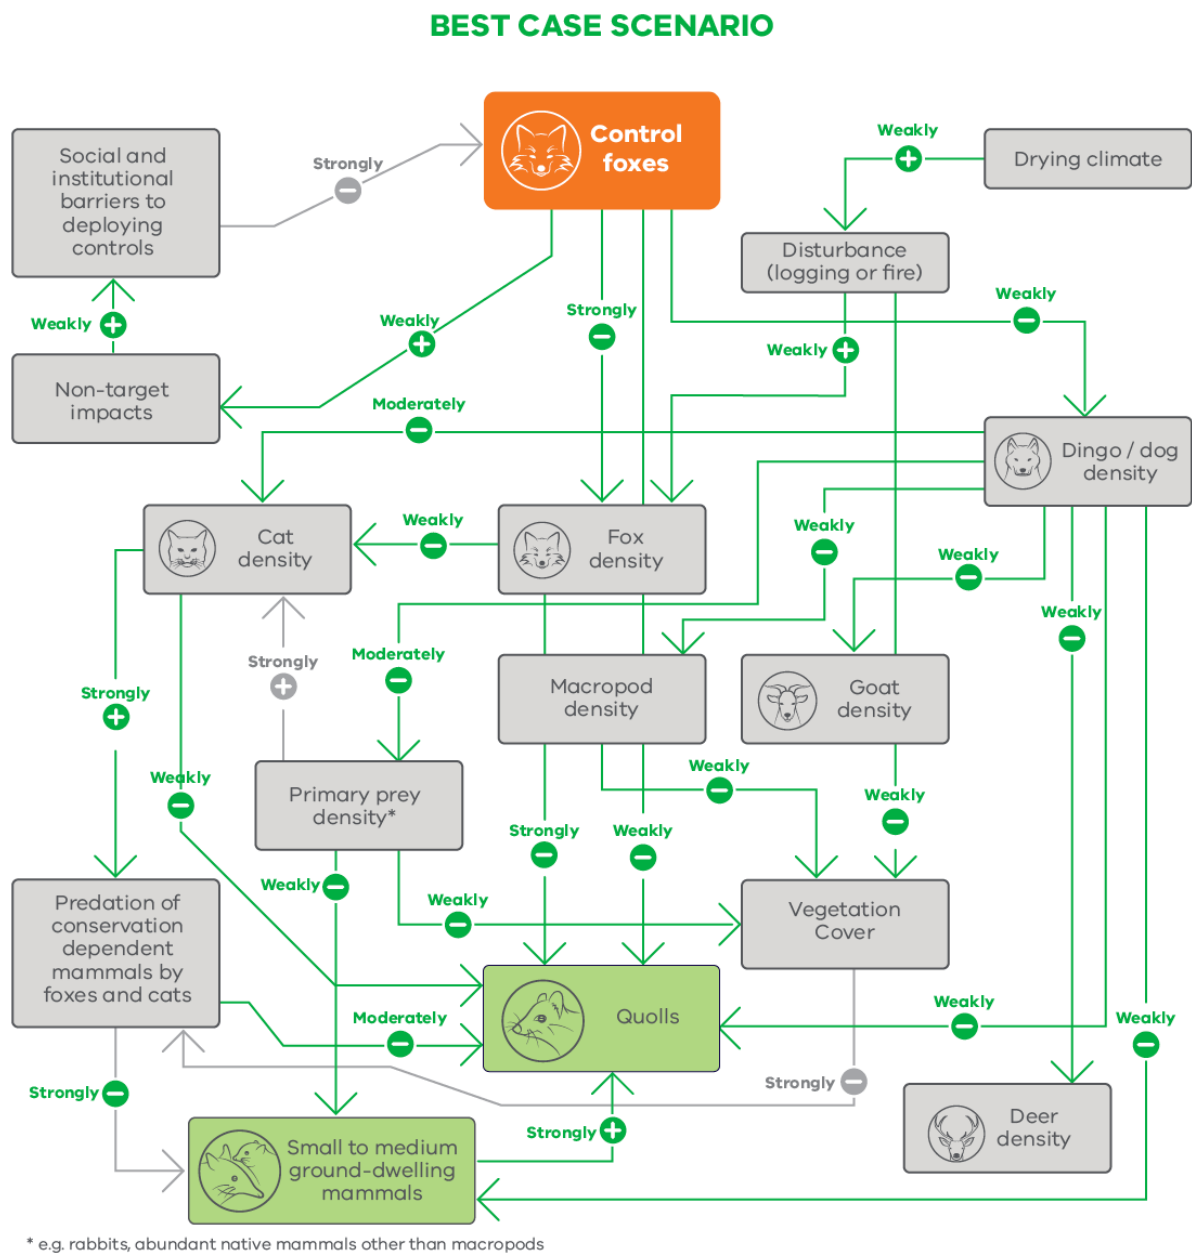 BEST CASE SCENARIO
Control
foxes
Social and
institutional
barriers to
deploying
controls
Strongly
Weakly
Drying climate
Disturbance
(logging or fire)
Weakly
Weakly
Strongly
Weakly
Weakly
Non-target
impacts
Moderately
Dingo / dog
density
Cat
density
Weakly
Fox
density
Weakly
Weakly
Weakly
Strongly
Moderately
Macropod
density
Goat
density
Strongly
Weakly
Primary prey
density*
Weakly
Weakly
Strongly
Weakly
Weakly
Weakly
Predation of
conservation
dependent
mammals by
foxes and cats
Vegetation
Cover
Quolls
Moderately
Weakly
Weakly
Strongly
Strongly
Strongly
Small to medium
ground-dwelling
mammals
Deer
density
* e.g. rabbits, abundant native mammals other than macropods